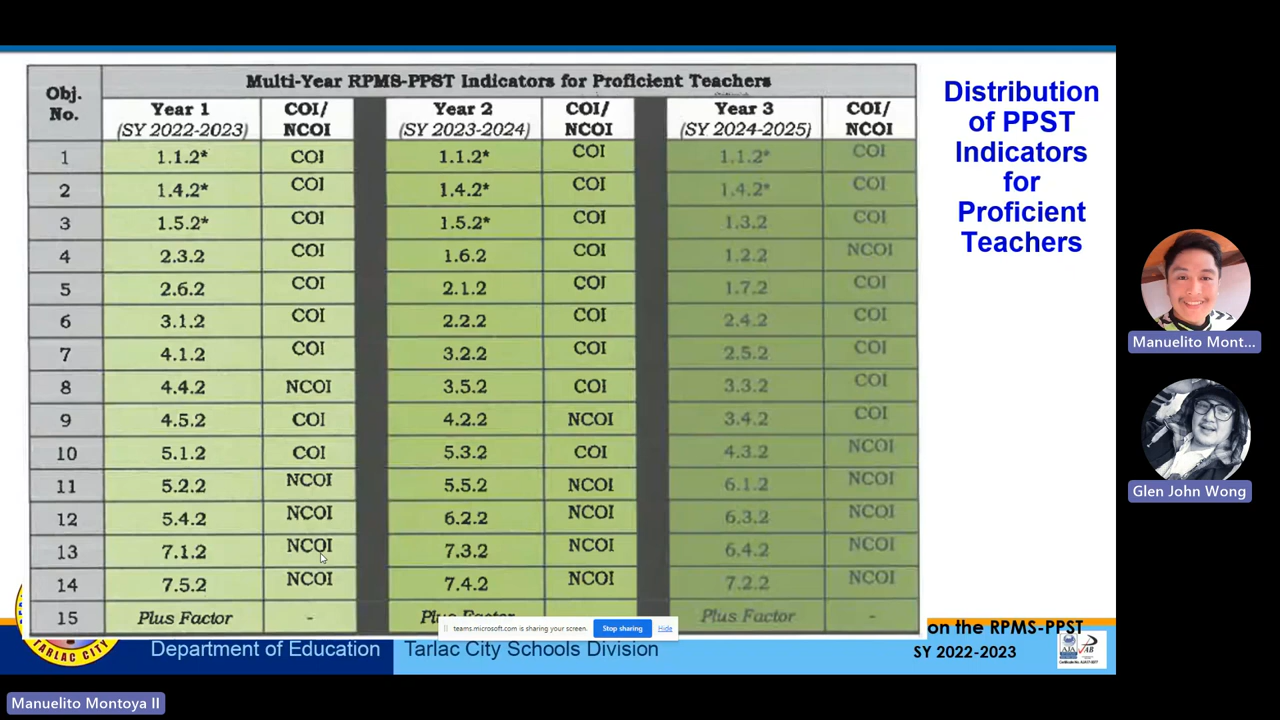 Multi-Year RPMS-PPST Indicators for Proficient Teachers
Obj. No. Year 1 (SY 2022-2023) COI/ NCOI Year 2 (SY 2023-2024) COI/ NCOI Year 3 (SY 2024-2025) COI/ NCOI
1 1.1.2* COI 1.1.2* COI 1.1.2* COI
2 1.4.2* COI 1.4.2* COI 1.4.2* COI
3 1.5.2* COI 1.5.2* COI 1.3.2 COI
4 2.3.2 COI 1.6.2 COI 1.2.2 NCOI
5 2.6.2 COI 2.1.2 COI 1.7.2 COI
6 3.1.2 COI 2.2.2 COI 2.4.2 COI
7 4.1.2 COI 3.2.2 COI 2.5.2 COI
8 4.4.2 NCOI 3.5.2 COI 3.3.2 COI
9 4.5.2 COI 4.2.2 NCOI 3.4.2 COI
10 5.1.2 COI 5.3.2 COI 4.3.2 NCOI
11 5.2.2 NCOI 5.5.2 NCOI 6.1.2 NCOI
12 5.4.2 NCOI 6.2.2 NCOI 6.3.2 NCOI
13 7.1.2 NCOI 7.3.2 NCOI 6.4.2 NCOI
14 7.5.2 NCOI 7.4.2 NCOI 7.2.2 NCOI
15 Plus Factor - Plus Factor Plus Factor -
Distribution
of PPST
Indicators
for
Proficient
Teachers
Manuelito Mont...
Glen John Wong
teams.microsoft.com is sharing your screen. Stop sharing Hide
on the RPMS-PPST
SY 2022-2023
TARLAC CITY
Department of Education Tarlac City Schools Division
AJA
Manuelito Montoya II